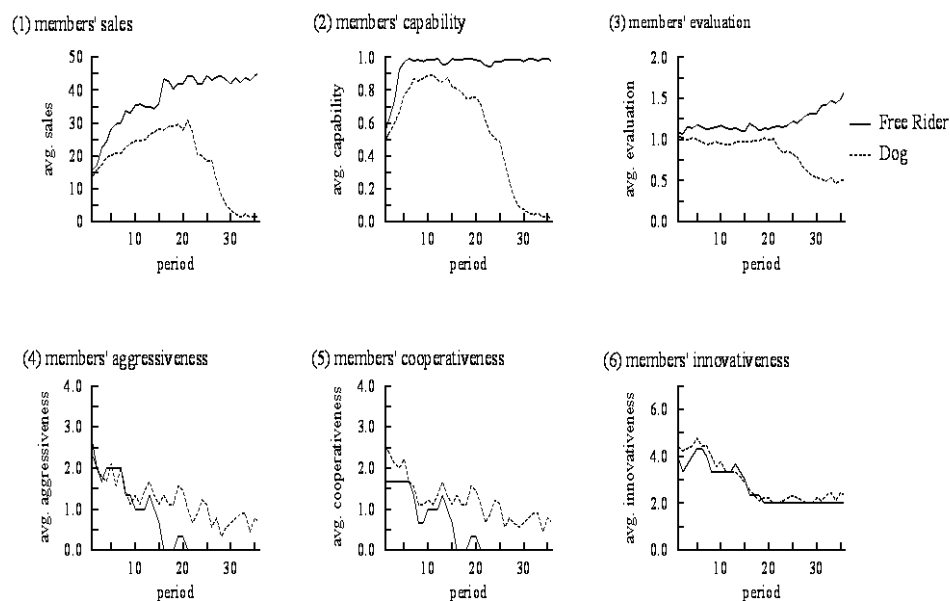 (1) members' sales
(2) members' capability
(3) members' evaluation
50
40
30
20
10
0
avg. sales
10 20 30
period
1.0
0.8
0.6
0.4
0.2
0.0
avg. capability
10 20 30
period
2.0
1.5
1.0
0.5
0.0
avg. evaluation
10 20 30
period
Free Rider
Dog
(4) members' aggressiveness
(5) members' cooperativeness
(6) members' innovativeness
4.0
3.0
2.0
1.0
0.0
avg. aggressiveness
10 20 30
period
4.0
3.0
2.0
1.0
0.0
avg. cooperativeness
10 20 30
period
6.0
4.0
2.0
0.0
avg. innovativeness
10 20 30
period